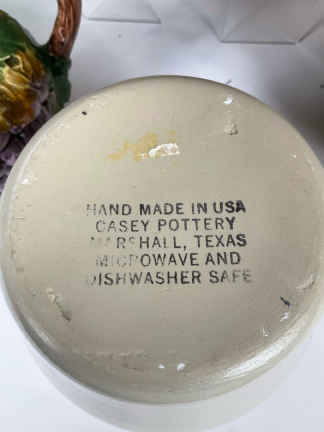 HAND MADE IN USA
CASEY POTTERY
MARSHALL, TEXAS
MICROWAVE AND
DISHWASHER SAFE